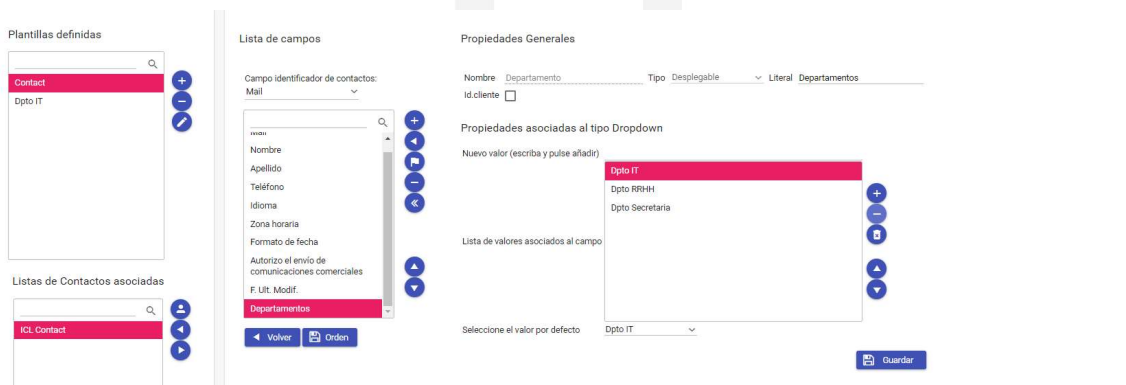 Plantillas definidas
Contact
Dpto IT
Listas de Contactos asociadas
ICL Contact
Lista de campos
Campo identificador de contactos:
Mail
Mail
Nombre
Apellido
Teléfono
Idioma
Zona horaria
Formato de fecha
Autorizo el envío de
comunicaciones comerciales
F. Ult. Modif.
Departamentos
Volver
Orden
Propiedades Generales
Nombre Departamento Tipo Desplegable Literal Departamentos
Id.cliente
Propiedades asociadas al tipo Dropdown
Nuevo valor (escriba y pulse añadir)
Dpto IT
Dpto RRHH
Dpto Secretaria
Lista de valores asociados al campo
Seleccione el valor por defecto Dpto IT
Guardar